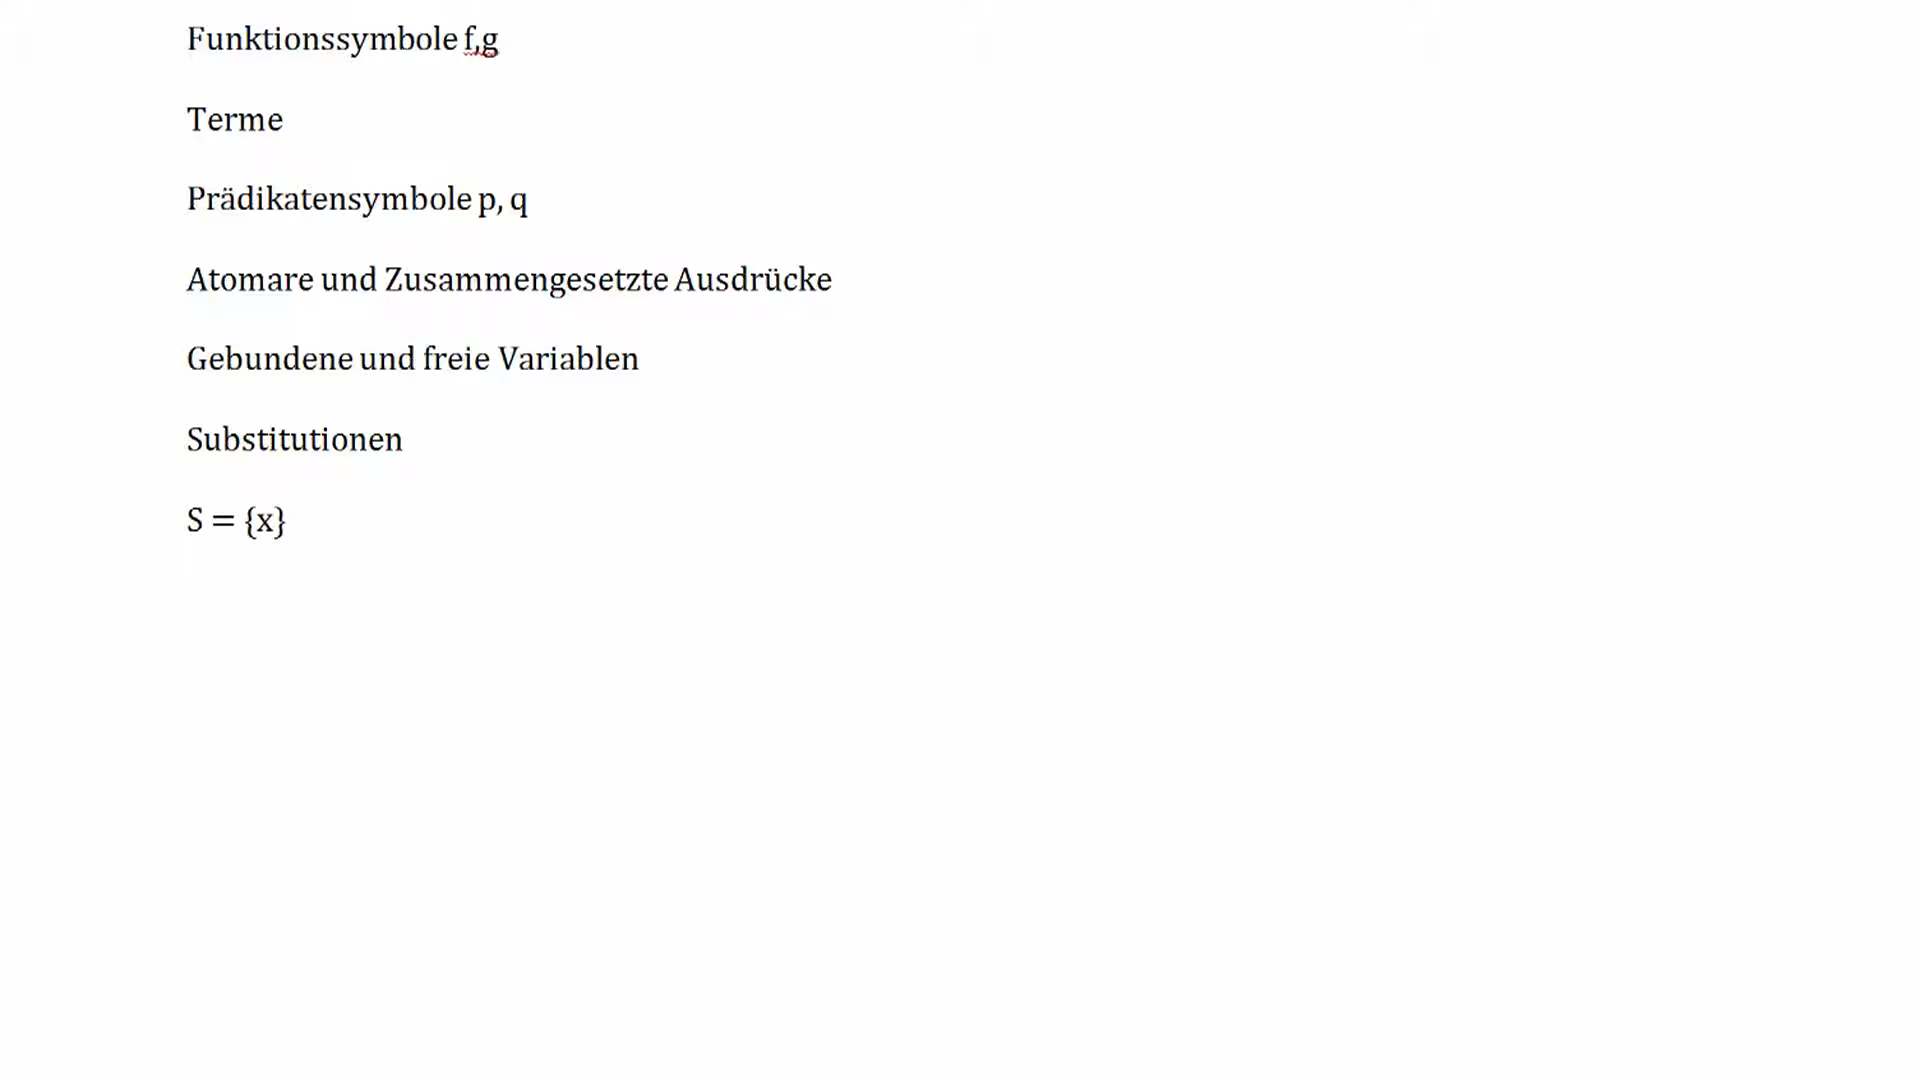 Funktionssymbole f,g
Terme
Prädikatensymbole p, q
Atomare und Zusammengesetzte Ausdrücke
Gebundene und freie Variablen
Substitutionen
S = {x}